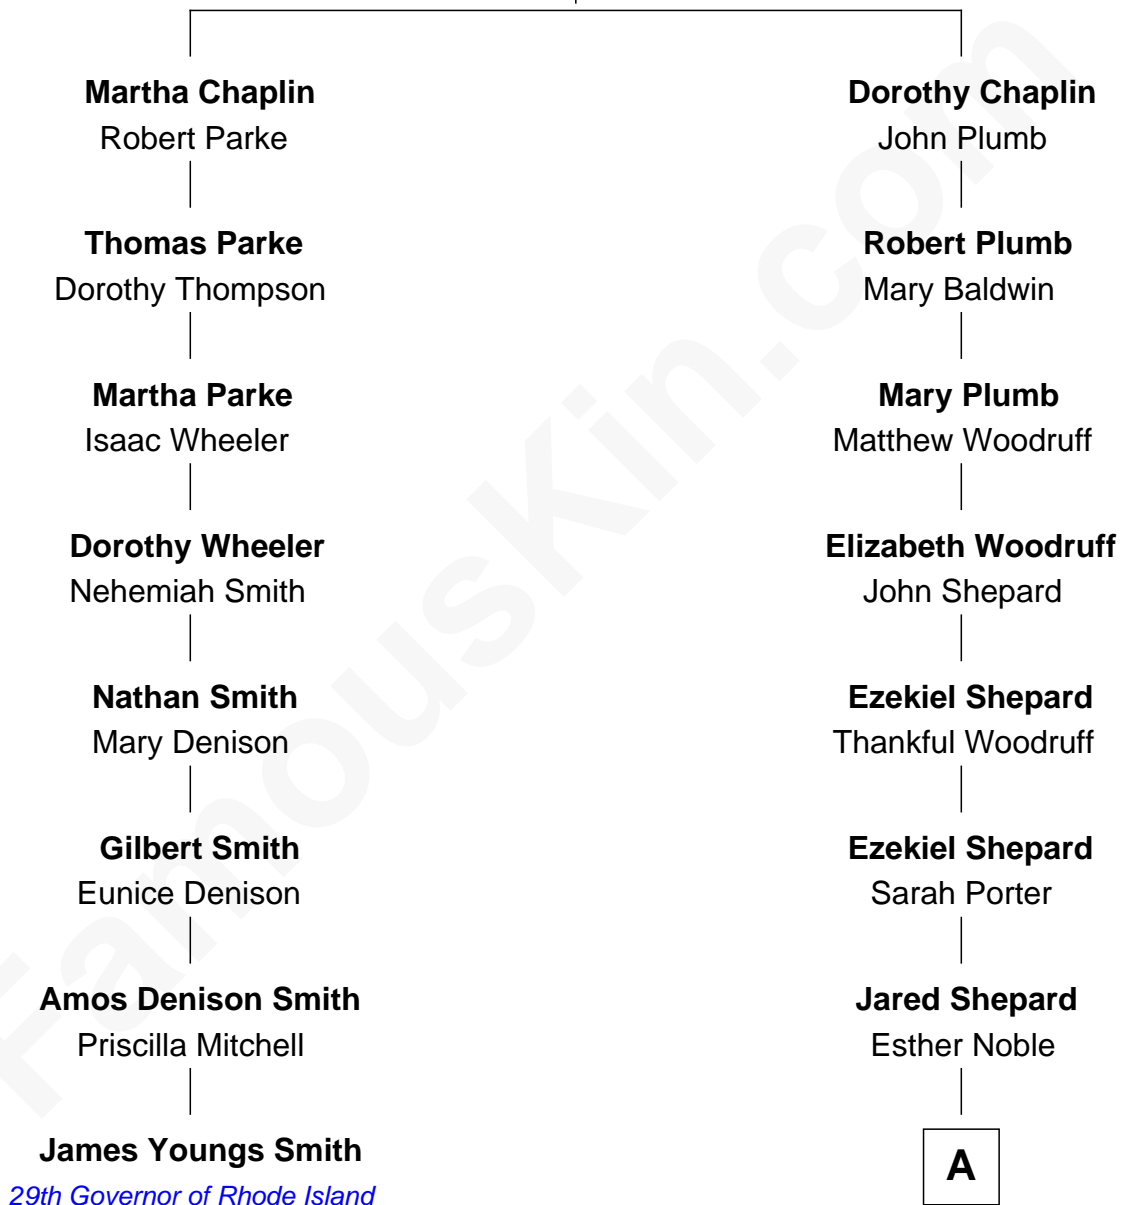 Martha Chaplin
Robert Parke
Thomas Parke
Dorothy Thompson
Martha Parke
Isaac Wheeler
Dorothy Wheeler
Nehemiah Smith
Nathan Smith
Mary Denison
Gilbert Smith
Eunice Denison
Amos Denison Smith
Priscilla Mitchell
James Youngs Smith
29th Governor of Rhode Island
Dorothy Chaplin
John Plumb
Robert Plumb
Mary Baldwin
Mary Plumb
Matthew Woodruff
Elizabeth Woodruff
John Shepard
Ezekiel Shepard
Thankful Woodruff
Ezekiel Shepard
Sarah Porter
Jared Shepard
Esther Noble
A
FamousKin.com